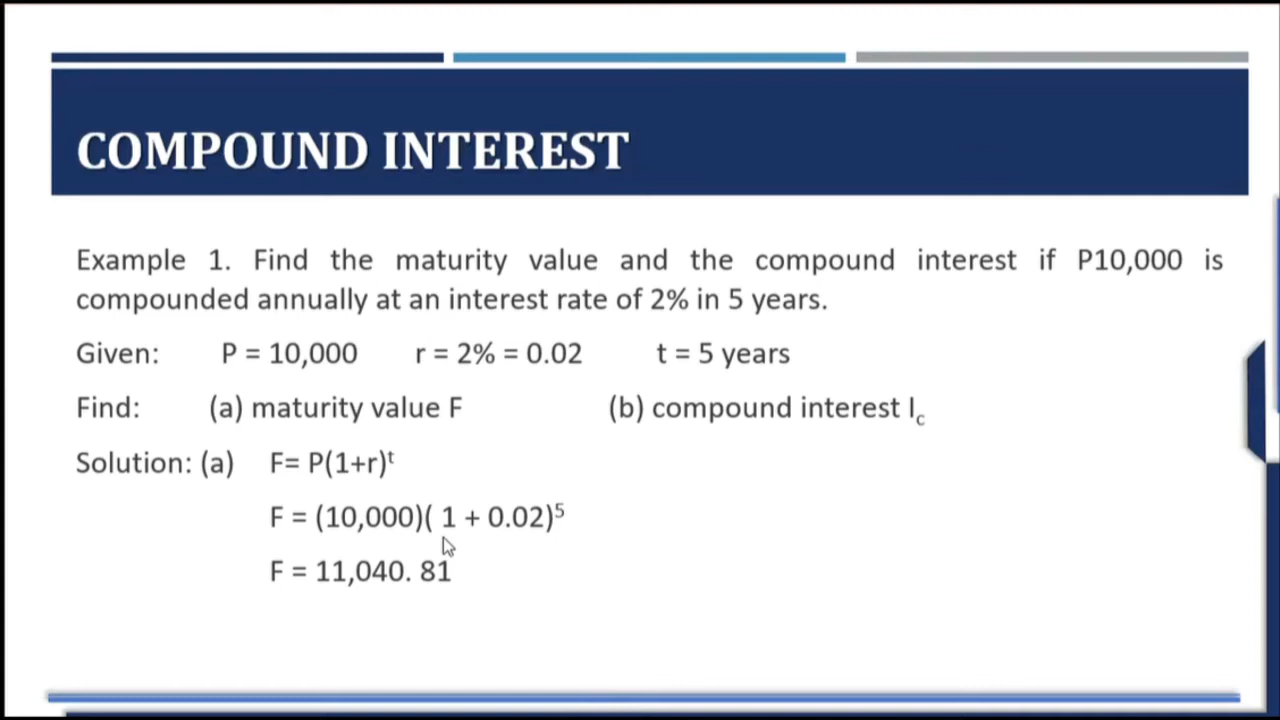 COMPOUND INTEREST
Example 1. Find the maturity value and the compound interest if P10,000 is
compounded annually at an interest rate of 2% in 5 years.
Given: P = 10,000 r = 2% = 0.02 t = 5 years
Find: (a) maturity value F (b) compound interest I꜀
Solution: (a) F= P(1+r)ᵗ
F = (10,000)( 1 + 0.02)⁵
F = 11,040. 81